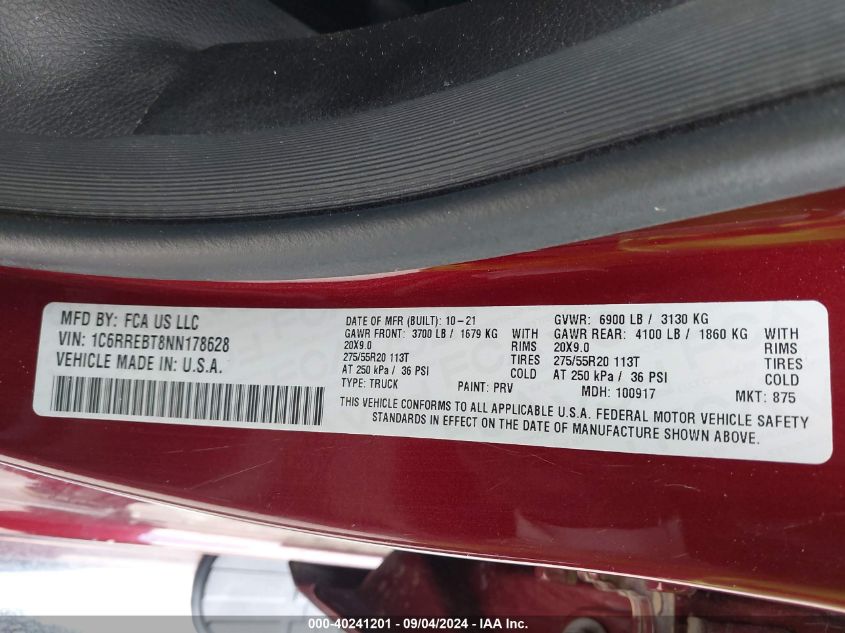 MFD BY: FCA US LLC
VIN: 1C6RREBT8NN178628
VEHICLE MADE IN U.S.A.
DATE OF MFR (BUILT): 10-21
GAWR FRONT: 3700 LB / 1679 KG WITH
20X9.0 RIMS
275/55R20 113T TIRES
AT 250 kPa / 36 PSI COLD
TYPE: TRUCK PAINT: PRV
GVWR: 6900 LB / 3130 KG
GAWR REAR: 4100 LB / 1860 KG WITH
20X9.0 RIMS
275/55R20 113T TIRES
AT 250 kPa / 36 PSI COLD
MDH: 100917 MKT: 875
THIS VEHICLE CONFORMS TO ALL APPLICABLE U.S.A. FEDERAL MOTOR VEHICLE SAFETY
STANDARDS IN EFFECT ON THE DATE OF MANUFACTURE SHOWN ABOVE.
000-40241201 - 09/04/2024 - IAA Inc.